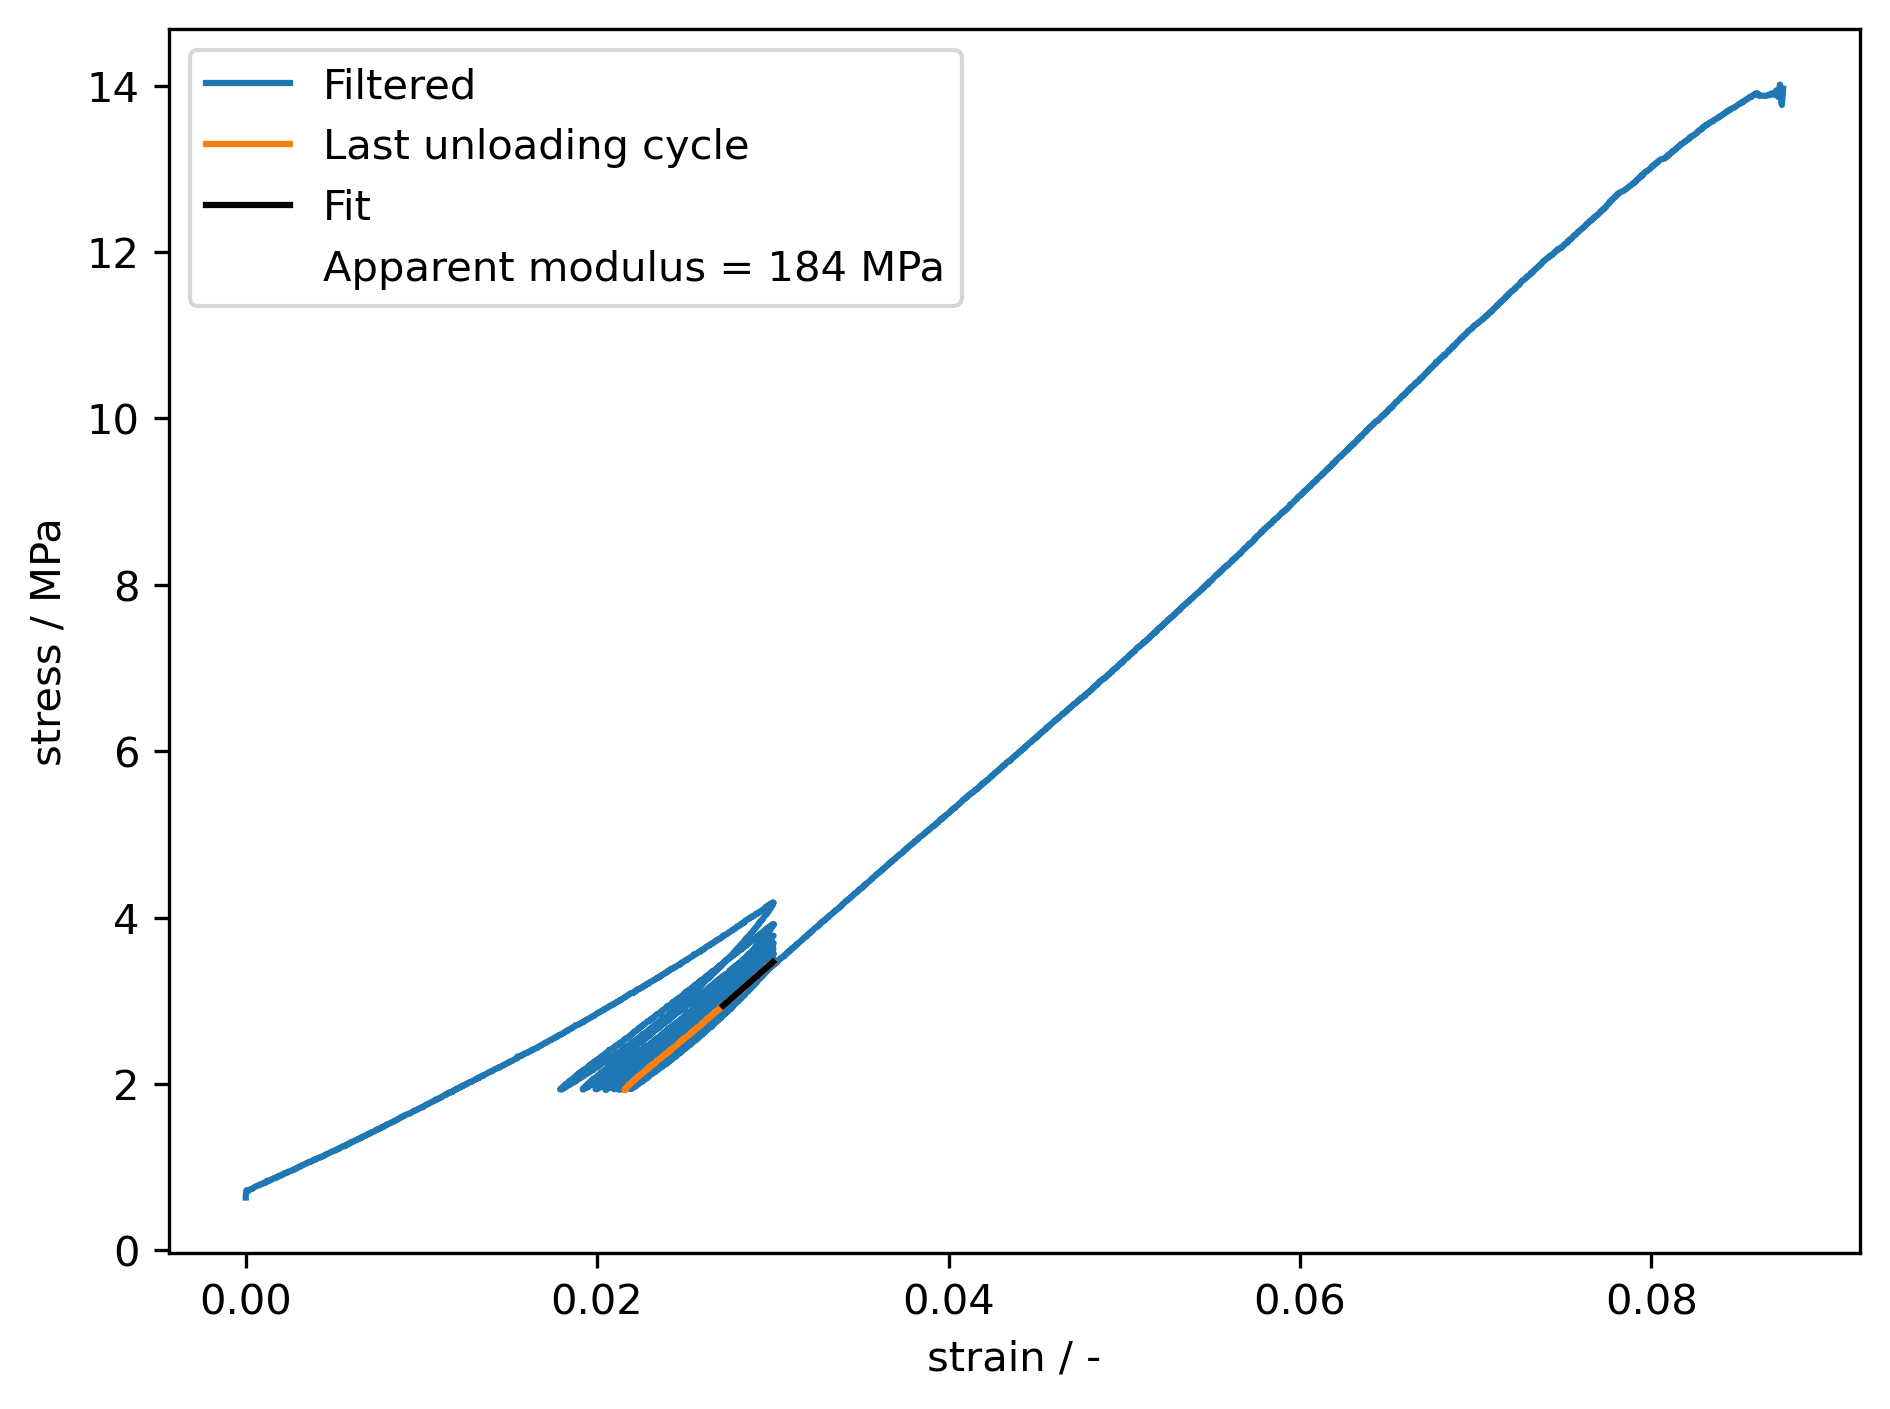 Filtered
Last unloading cycle
Fit
Apparent modulus = 184 MPa
14
12
10
8
6
4
2
0
stress / MPa
0.00 0.02 0.04 0.06 0.08
strain / -